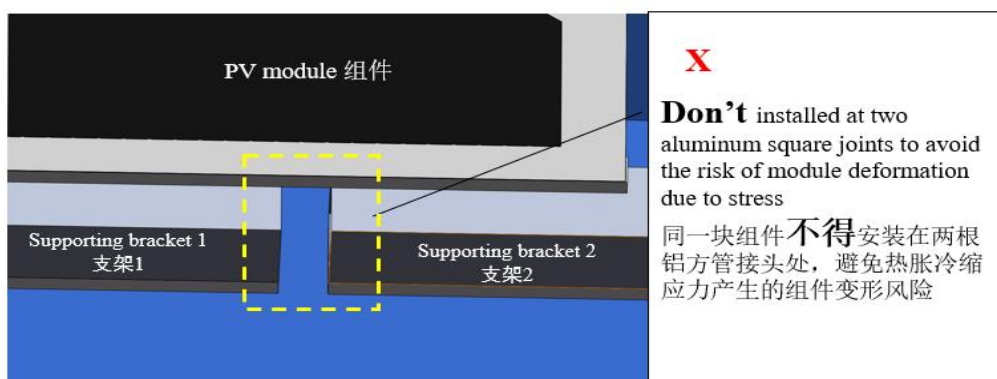 PV module 组件
Supporting bracket 1
支架1
Supporting bracket 2
支架2
X
Don’t installed at two
aluminum square joints to avoid
the risk of module deformation
due to stress
同一块组件不得安装在两根
铝方管接头处，避免热胀冷缩
应力产生的组件变形风险